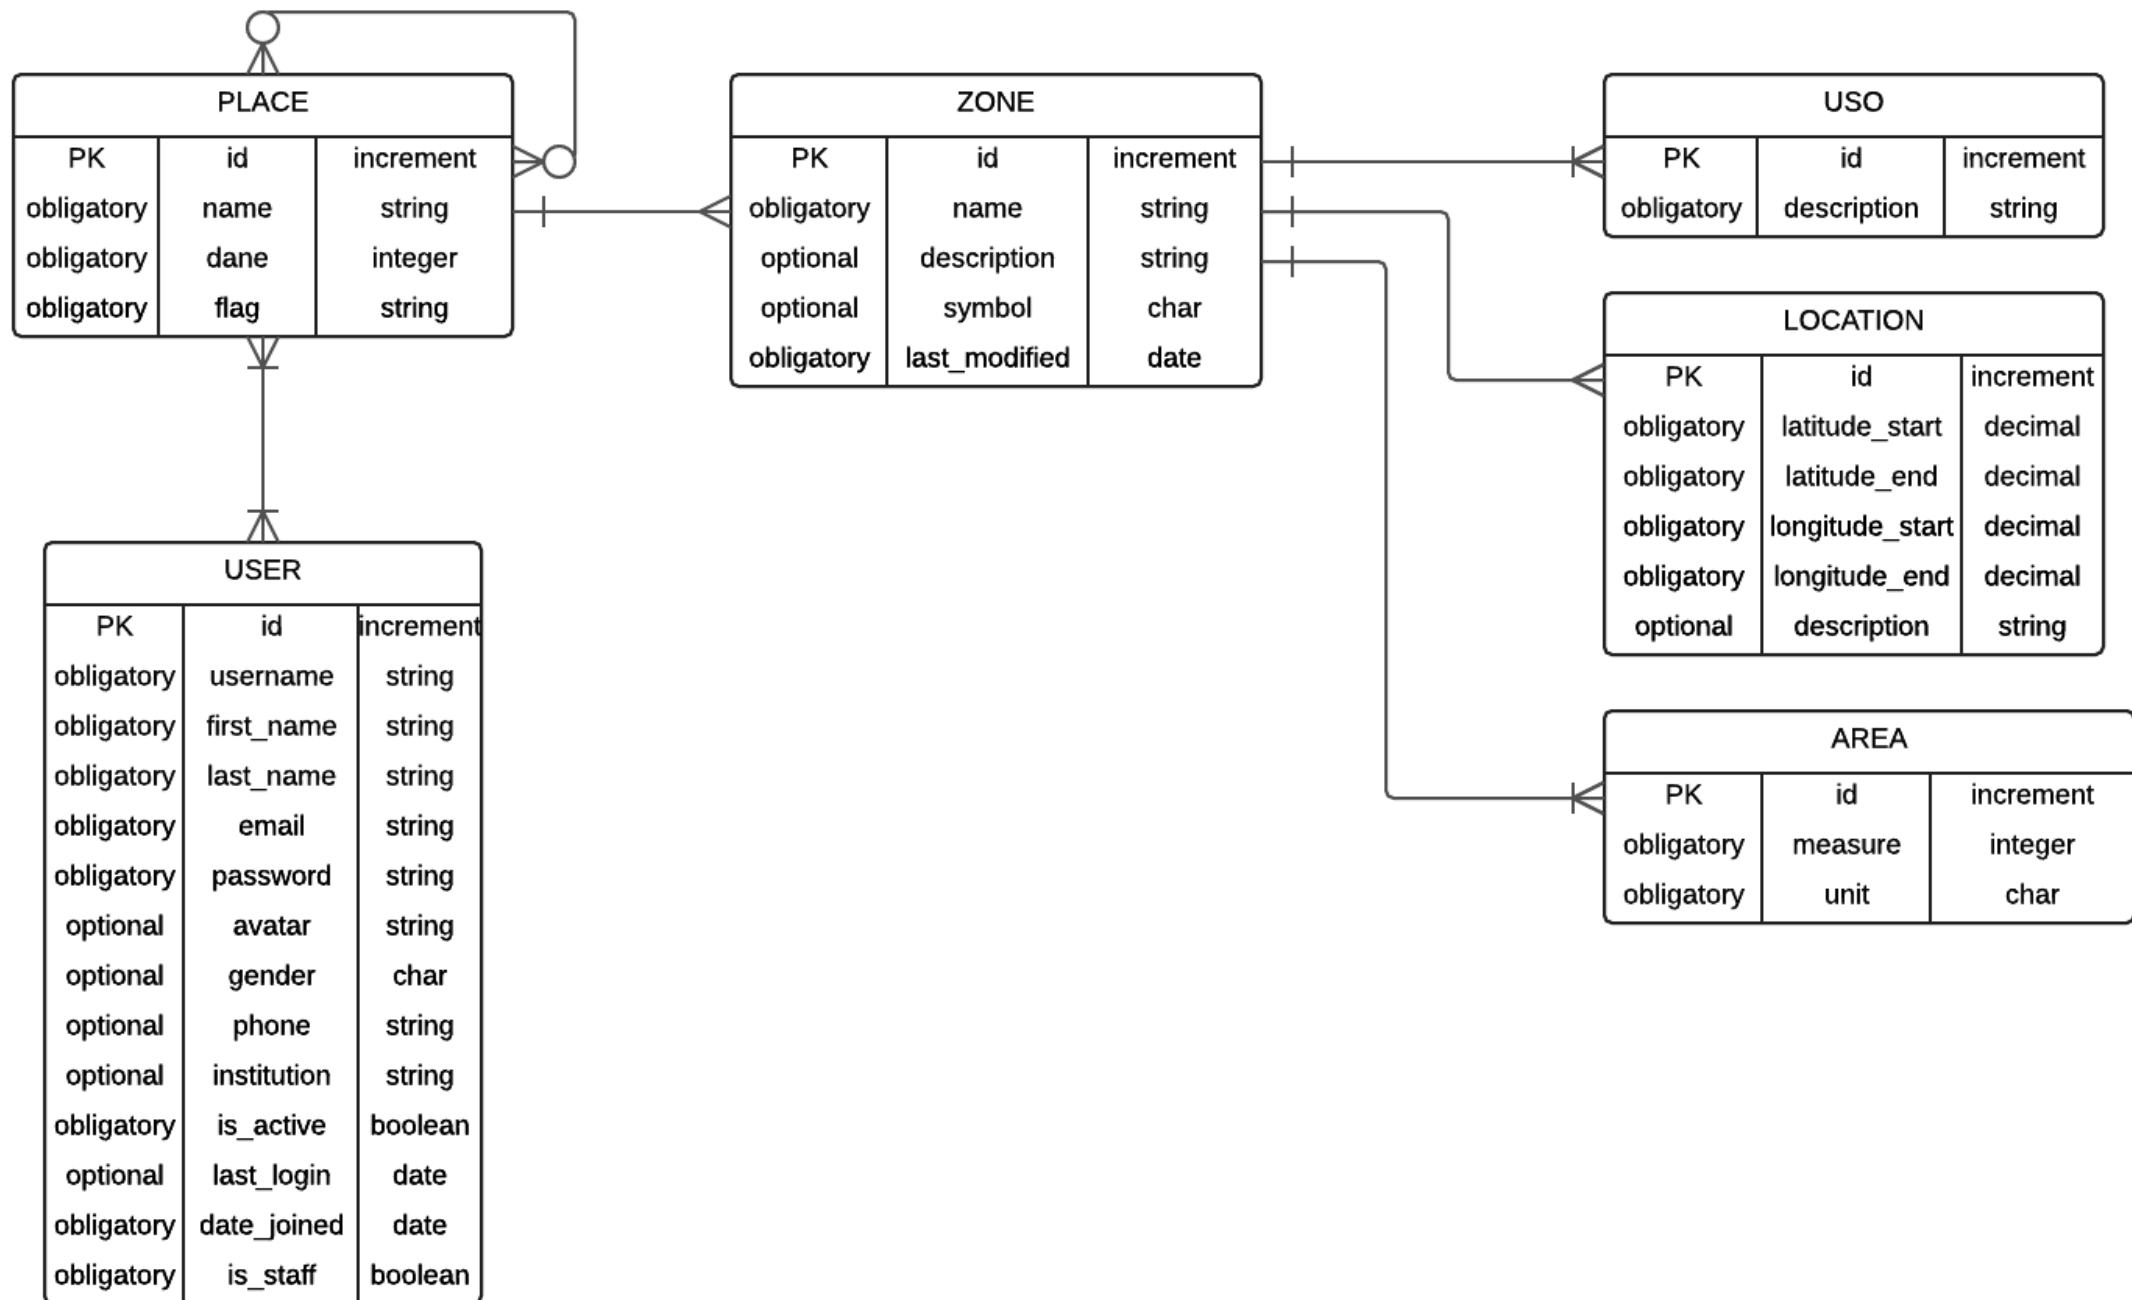 PLACE
PK id increment
obligatory name string
obligatory dane integer
obligatory flag string
ZONE
PK id increment
obligatory name string
optional description string
optional symbol char
obligatory last_modified date
USO
PK id increment
obligatory description string
LOCATION
PK id increment
obligatory latitude_start decimal
obligatory latitude_end decimal
obligatory longitude_start decimal
obligatory longitude_end decimal
optional description string
AREA
PK id increment
obligatory measure integer
obligatory unit char
USER
PK id increment
obligatory username string
obligatory first_name string
obligatory last_name string
obligatory email string
obligatory password string
optional avatar string
optional gender char
optional phone string
optional institution string
obligatory is_active boolean
optional last_login date
obligatory date_joined date
obligatory is_staff boolean